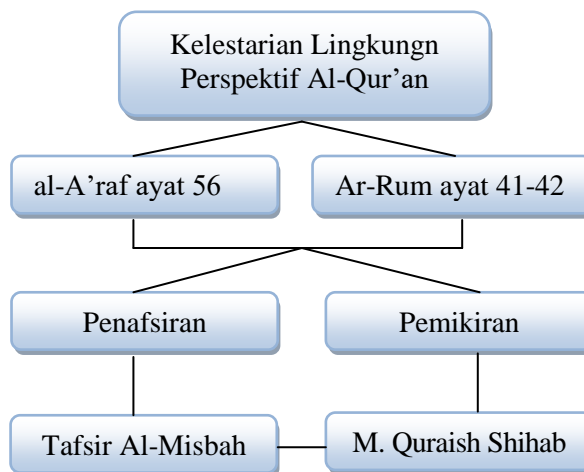 Kelestarian Lingkungn
Perspektif Al-Qur’an
al-A’raf ayat 56
Ar-Rum ayat 41-42
Penafsiran
Pemikiran
Tafsir Al-Misbah
M. Quraish Shihab